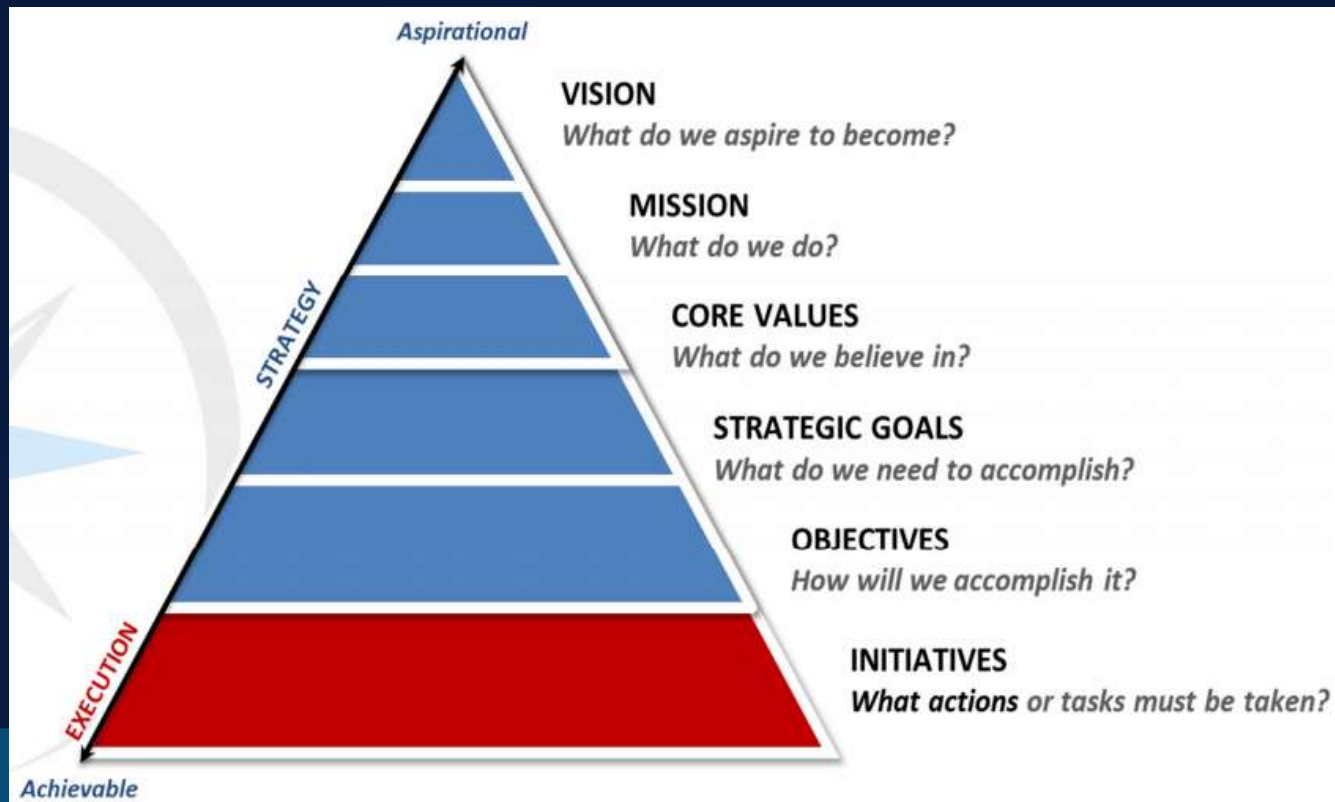 Aspirational
VISION
What do we aspire to become?
MISSION
What do we do?
CORE VALUES
What do we believe in?
STRATEGY
STRATEGIC GOALS
What do we need to accomplish?
OBJECTIVES
How will we accomplish it?
EXECUTION
INITIATIVES
What actions or tasks must be taken?
Achievable